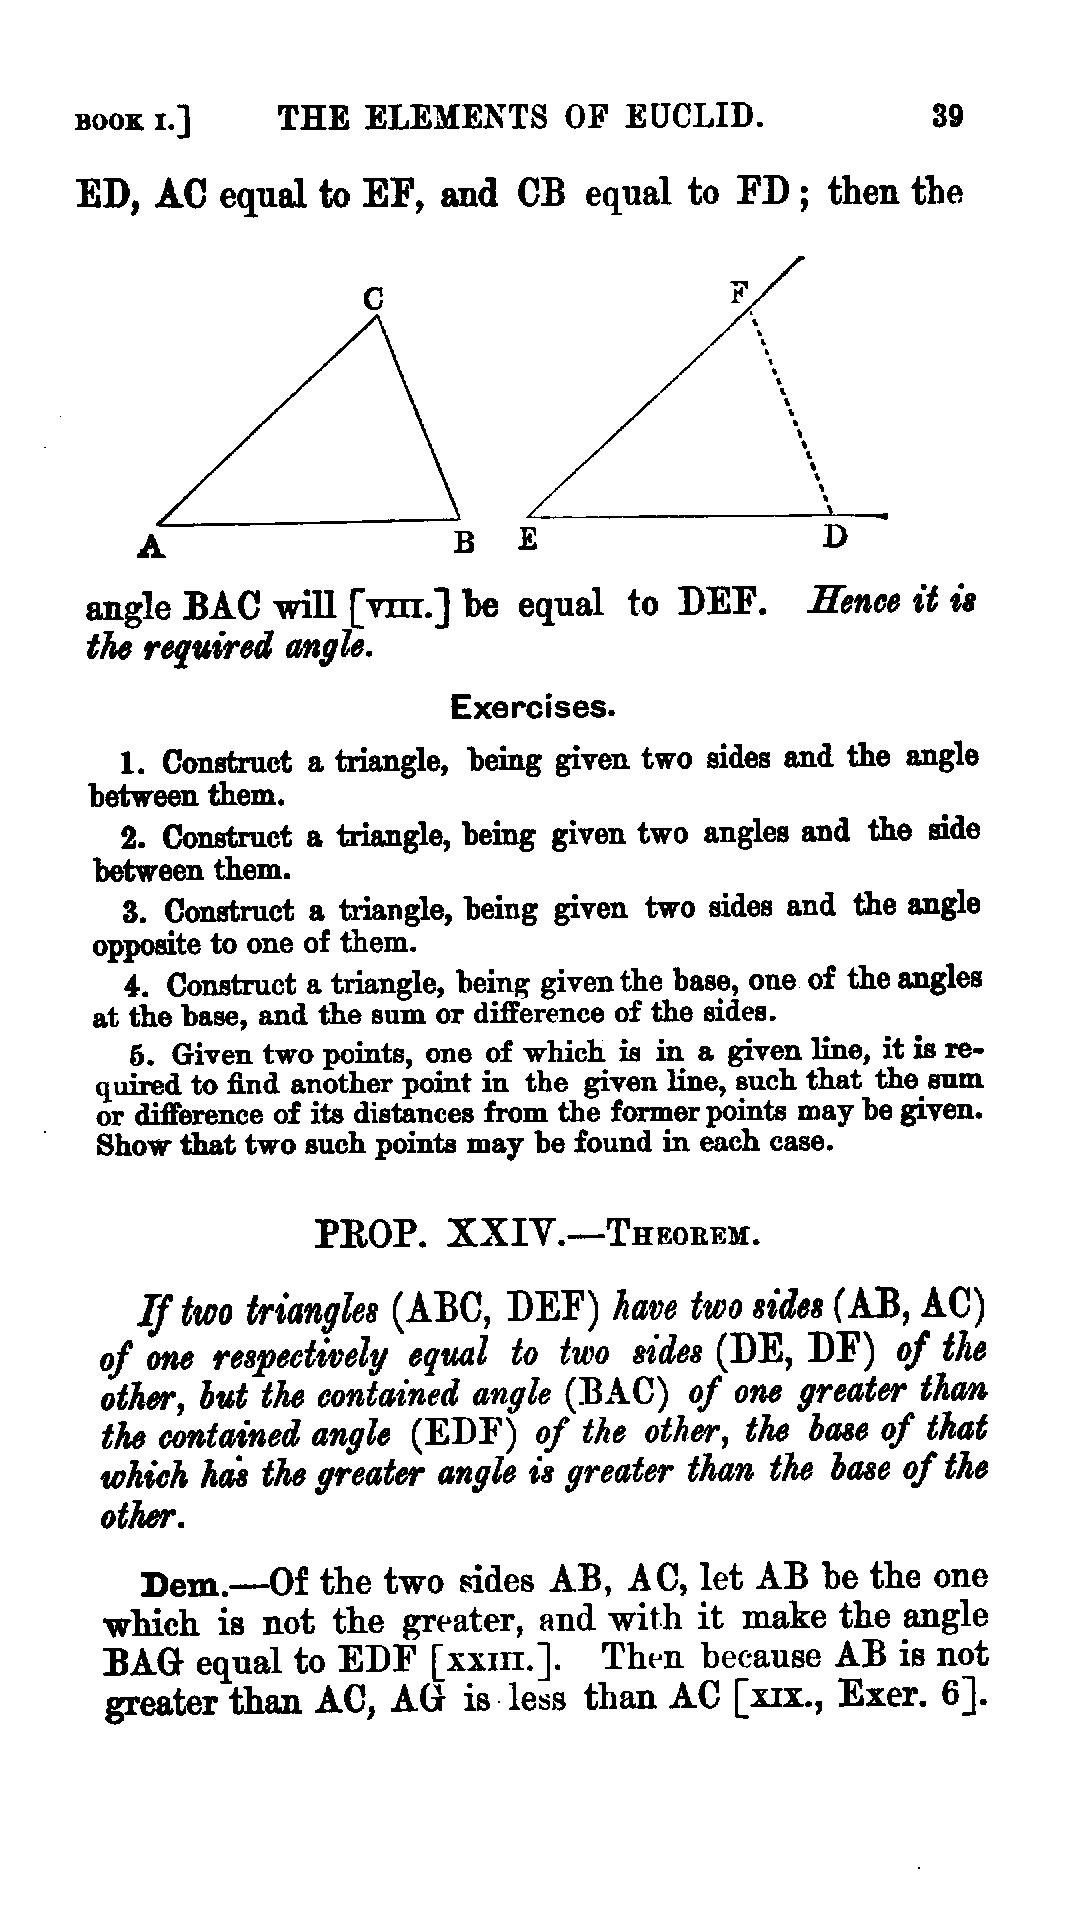 BOOK I.] THE ELEMENTS OF EUCLID. 39
ED, AC equal to EF, and CB equal to FD; then the
C
F
A
B
E
D
angle BAC will [VIII.] be equal to DEF. Hence it is
the required angle.
Exercises.
1. Construct a triangle, being given two sides and the angle
between them.
2. Construct a triangle, being given two angles and the side
between them.
3. Construct a triangle, being given two sides and the angle
opposite to one of them.
4. Construct a triangle, being given the base, one of the angles
at the base, and the sum or difference of the sides.
5. Given two points, one of which is in a given line, it is re-
quired to find another point in the given line, such that the sum
or difference of its distances from the former points may be given.
Show that two such points may be found in each case.
PROP. XXIV.—THEOREM.
If two triangles (ABC, DEF) have two sides (AB, AC)
of one respectively equal to two sides (DE, DF) of the
other, but the contained angle (BAC) of one greater than
the contained angle (EDF) of the other, the base of that
which has the greater angle is greater than the base of the
other.
Dem.—Of the two sides AB, AC, let AB be the one
which is not the greater, and with it make the angle
BAG equal to EDF [XXIII.]. Then because AB is not
greater than AC, AG is less than AC [XIX., Exer. 6].